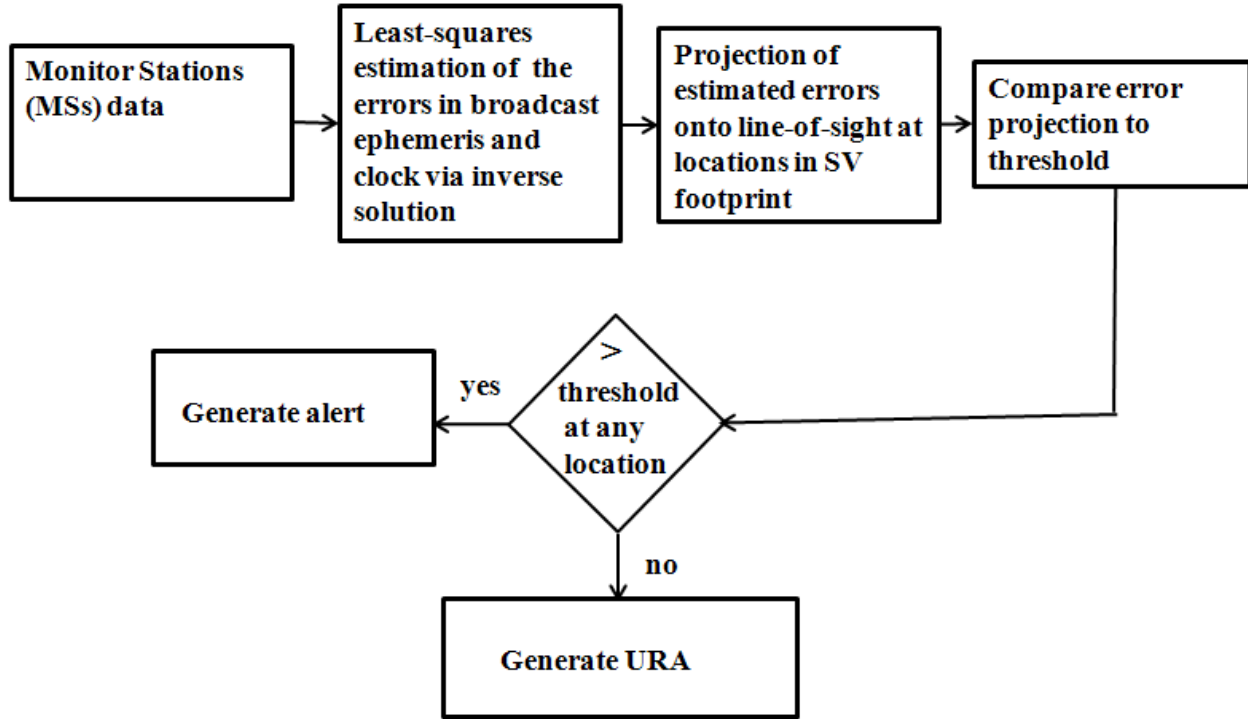 Monitor Stations
(MSs) data
Least-squares
estimation of the
errors in broadcast
ephemeris and
clock via inverse
solution
Projection of
estimated errors
onto line-of-sight at
locations in SV
footprint
Compare error
projection to
threshold
>
threshold
at any
location
yes
Generate alert
no
Generate URA